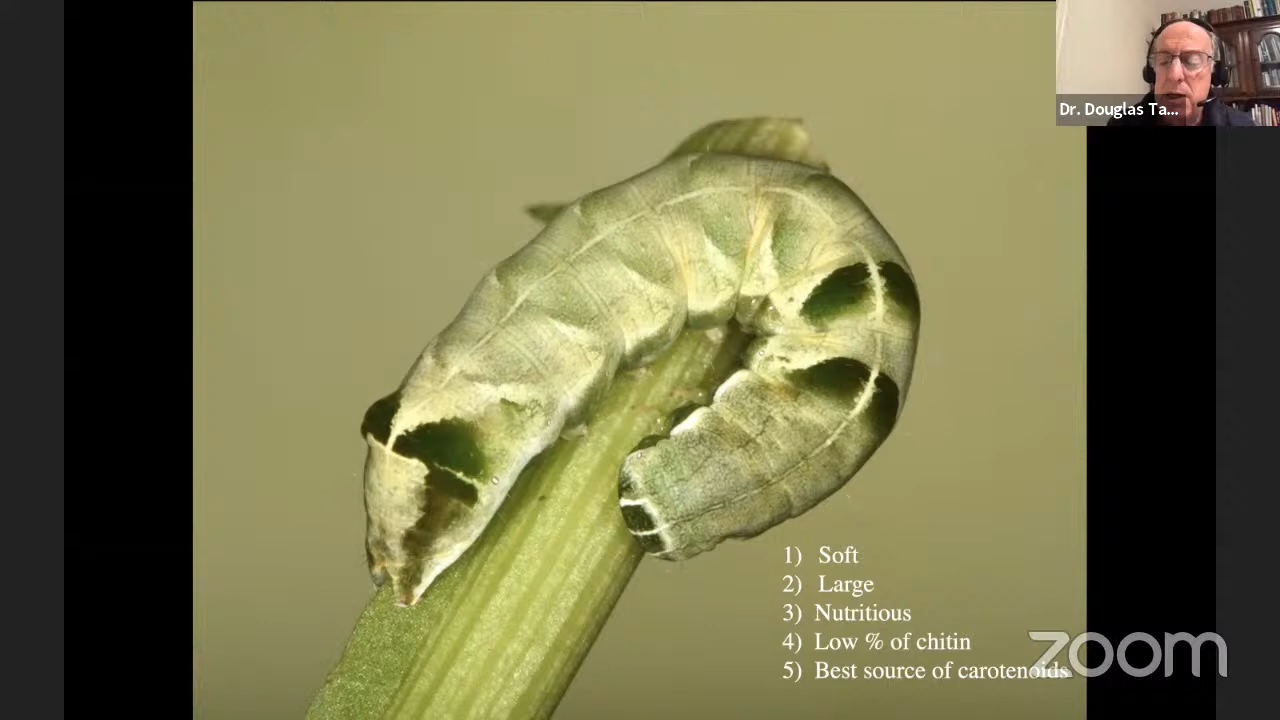 Dr. Douglas Ta...
1) Soft
2) Large
3) Nutritious
4) Low % of chitin
5) Best source of carotenoids
zoom